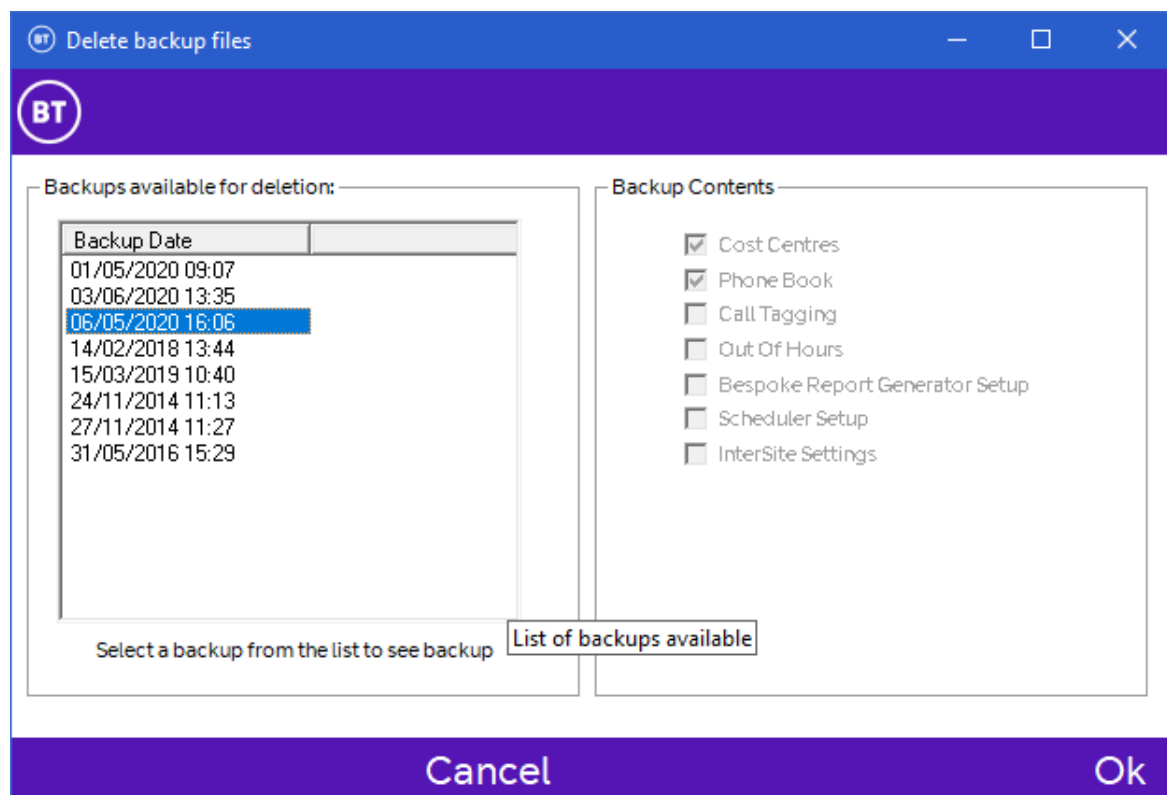 BT Delete backup files
BT
Backups available for deletion:
Backup Date
01/05/2020 09:07
03/06/2020 13:35
06/05/2020 16:06
14/02/2018 13:44
15/03/2019 10:40
24/11/2014 11:13
27/11/2014 11:27
31/05/2016 15:29
Select a backup from the list to see backup
List of backups available
Backup Contents
Cost Centres
Phone Book
Call Tagging
Out Of Hours
Bespoke Report Generator Setup
Scheduler Setup
InterSite Settings
Cancel
Ok